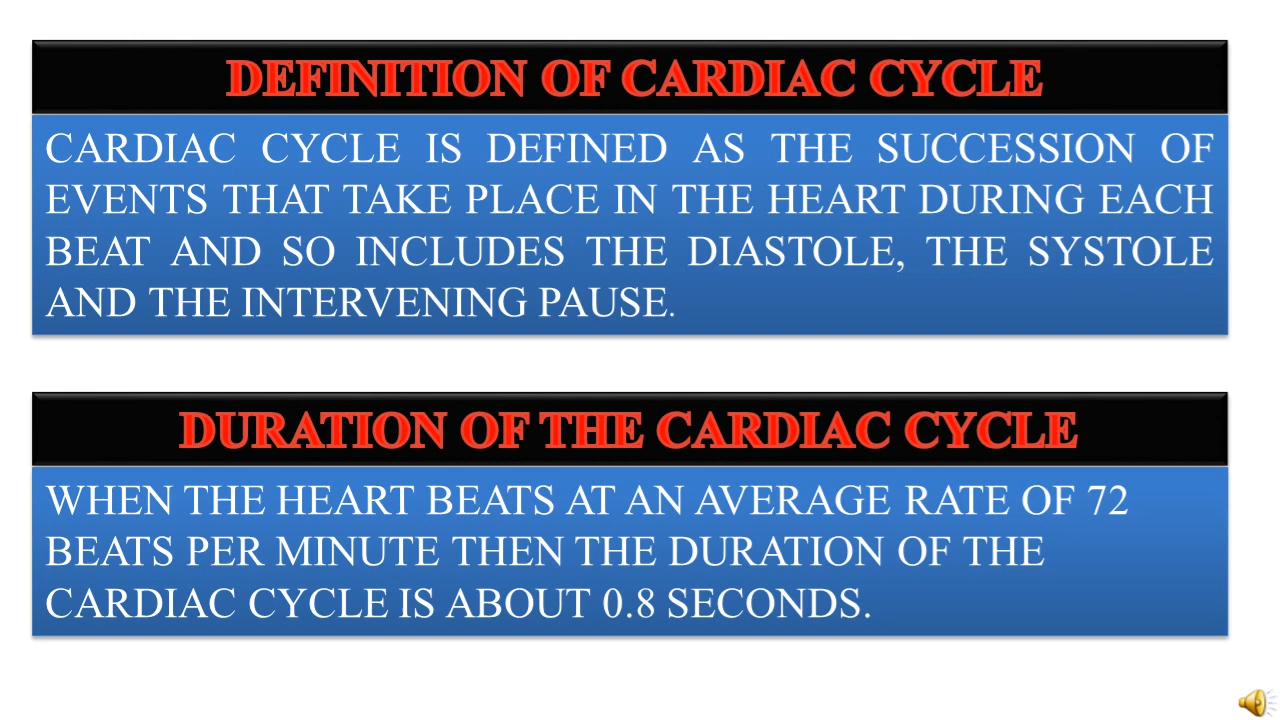 DEFINITION OF CARDIAC CYCLE
CARDIAC CYCLE IS DEFINED AS THE SUCCESSION OF
EVENTS THAT TAKE PLACE IN THE HEART DURING EACH
BEAT AND SO INCLUDES THE DIASTOLE, THE SYSTOLE
AND THE INTERVENING PAUSE.
DURATION OF THE CARDIAC CYCLE
WHEN THE HEART BEATS AT AN AVERAGE RATE OF 72
BEATS PER MINUTE THEN THE DURATION OF THE
CARDIAC CYCLE IS ABOUT 0.8 SECONDS.